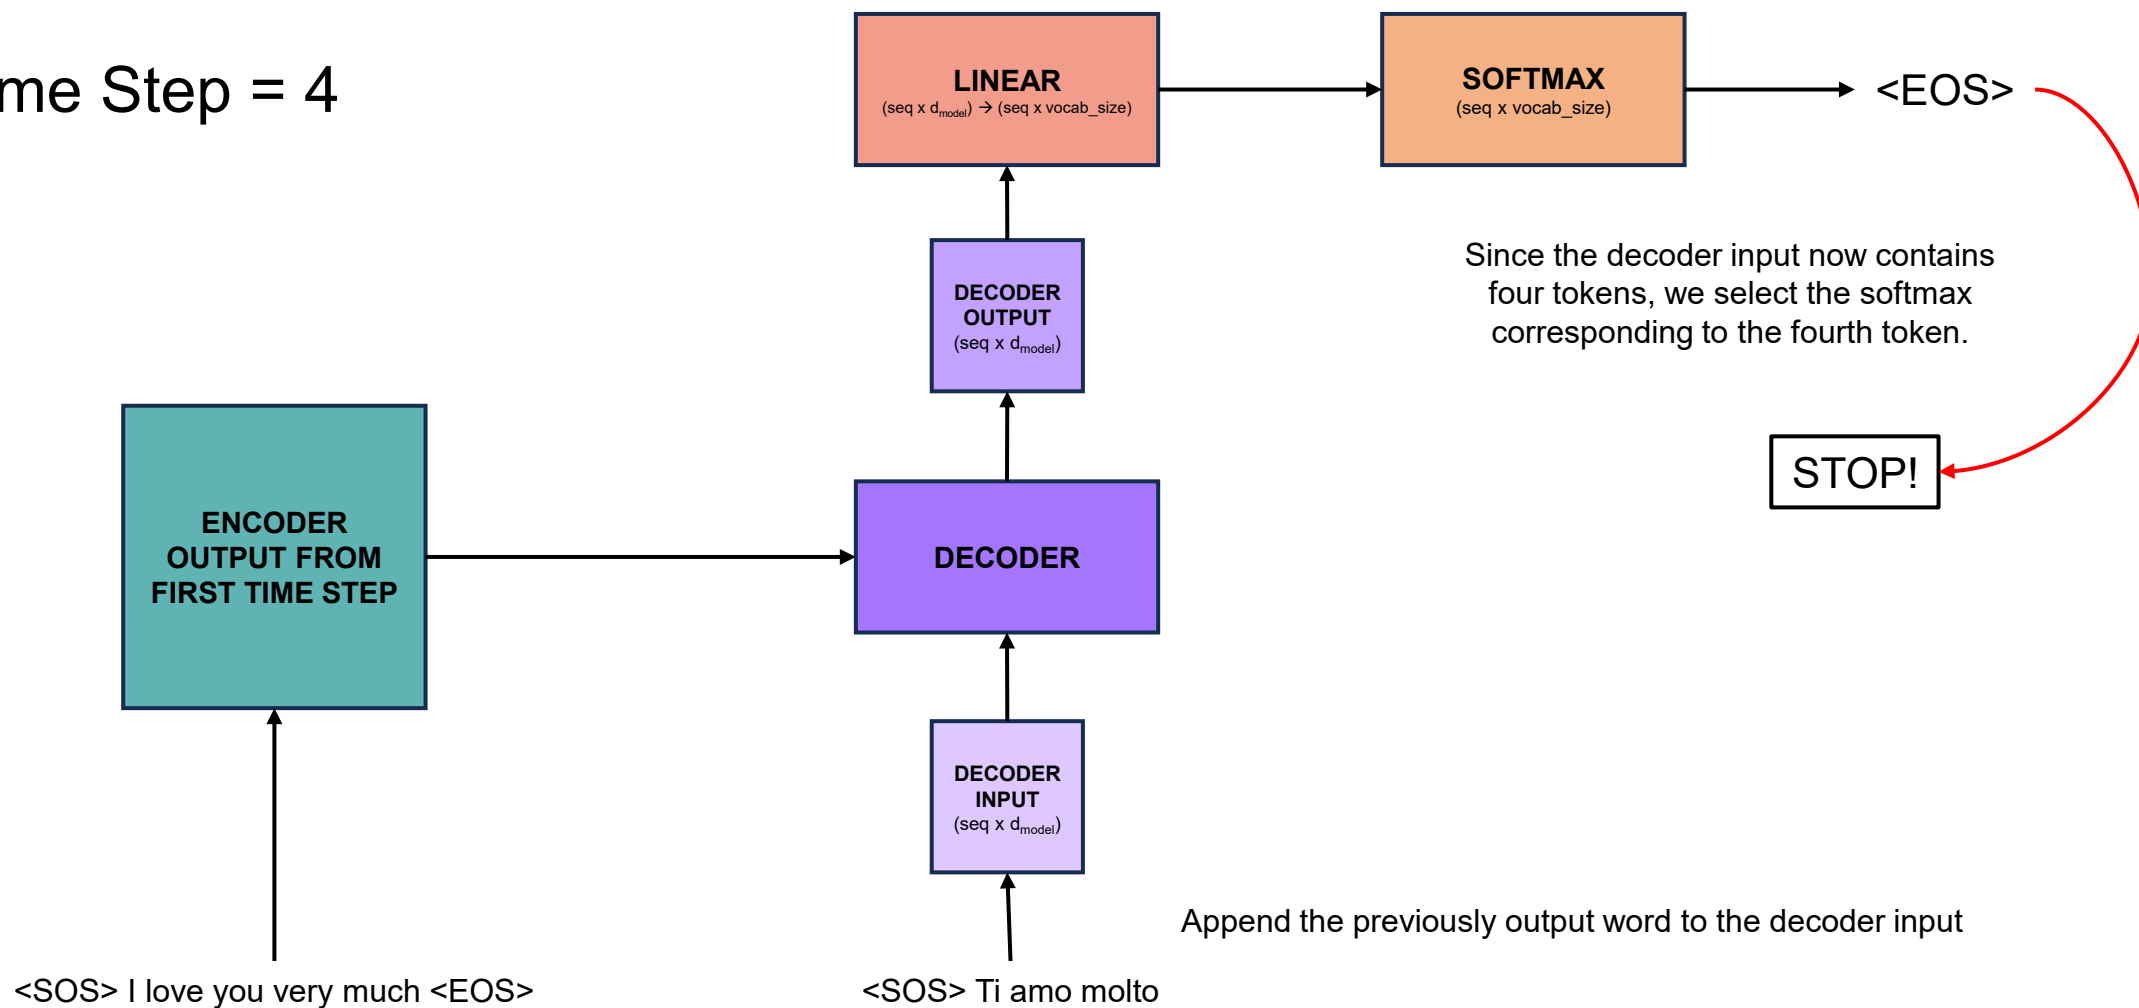 me Step = 4
LINEAR
(seq x dmodel) → (seq x vocab_size)
SOFTMAX
(seq x vocab_size)
<EOS>
DECODER
OUTPUT
(seq x dmodel)
Since the decoder input now contains
four tokens, we select the softmax
corresponding to the fourth token.
STOP!
ENCODER
OUTPUT FROM
FIRST TIME STEP
DECODER
DECODER
INPUT
(seq x dmodel)
Append the previously output word to the decoder input
<SOS> I love you very much <EOS>
<SOS> Ti amo molto